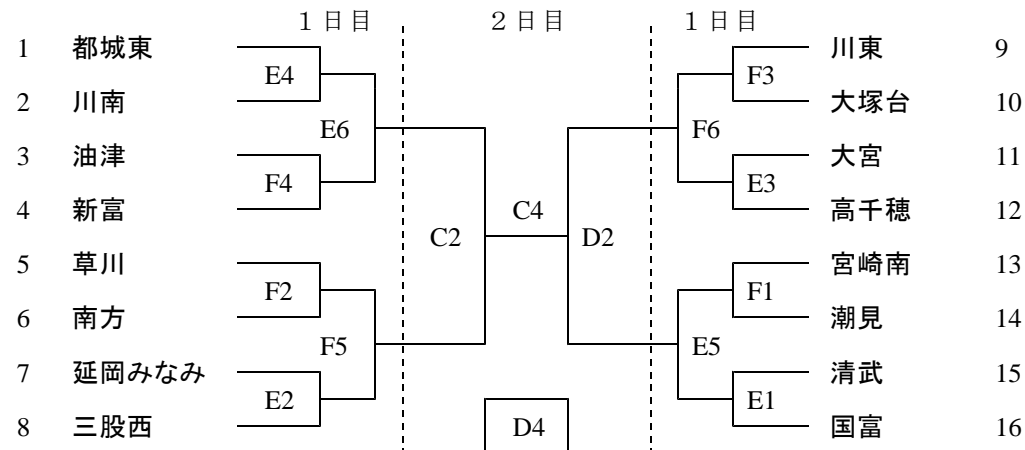 １日目 ２日目 １日目
1 都城東 川東 9
E4 F3
2 川南 大塚台 10
E6 F6
3 油津 大宮 11
F4 E3
4 新富 高千穂 12
C4
C2 D2
5 草川 宮崎南 13
F2 F1
6 南方 潮見 14
F5 E5
7 延岡みなみ 清武 15
E2 E1
8 三股西 D4 国富 16